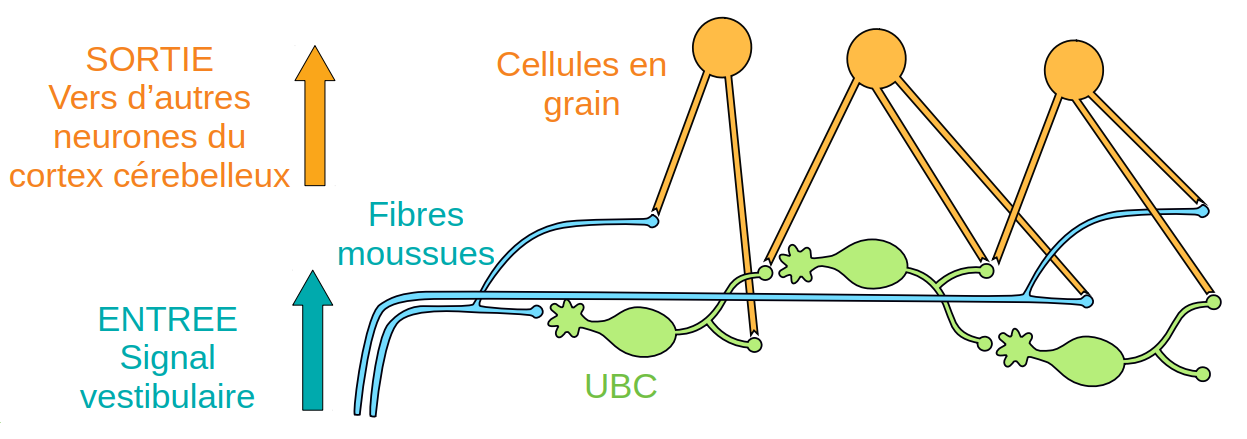 SORTIE
Vers d’autres
neurones du
cortex cérebelleux
Cellules en
grain
Fibres
moussues
ENTREE
Signal
vestibulaire
UBC